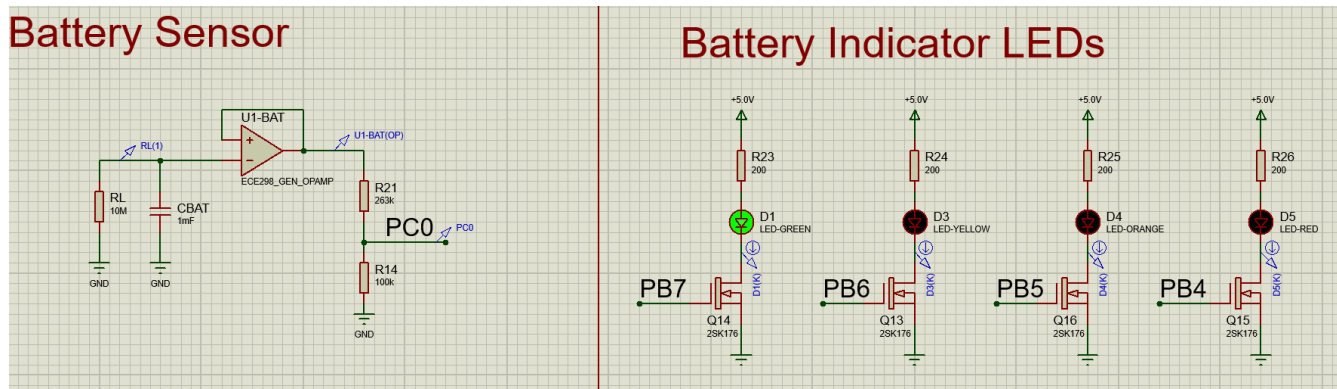 Battery Sensor
U1-BAT
+
−
ECE298_GEN_OPAMP
U1-BAT(OP)
RL(1)
RL
10M
CBAT
1mF
GND
GND
R21
263k
PC0
PC0
R14
100k
GND
Battery Indicator LEDs
+5.0V
+5.0V
+5.0V
+5.0V
R23
200
R24
200
R25
200
R26
200
D1
LED-GREEN
D3
LED-YELLOW
D4
LED-ORANGE
D5
LED-RED
D1(K)
D3(K)
D4(K)
D5(K)
PB7
PB6
PB5
PB4
Q14
2SK176
Q13
2SK176
Q16
2SK176
Q15
2SK176